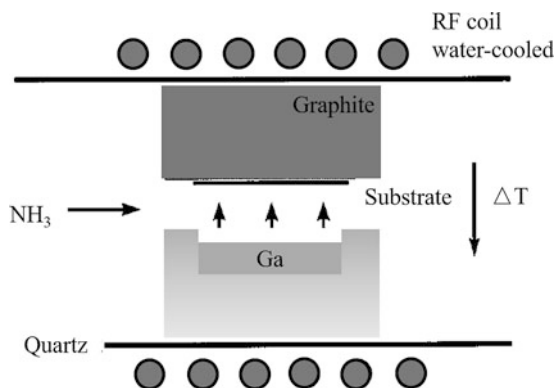 RF coil
water-cooled
Graphite
Substrate
△T
NH₃
Ga
Quartz